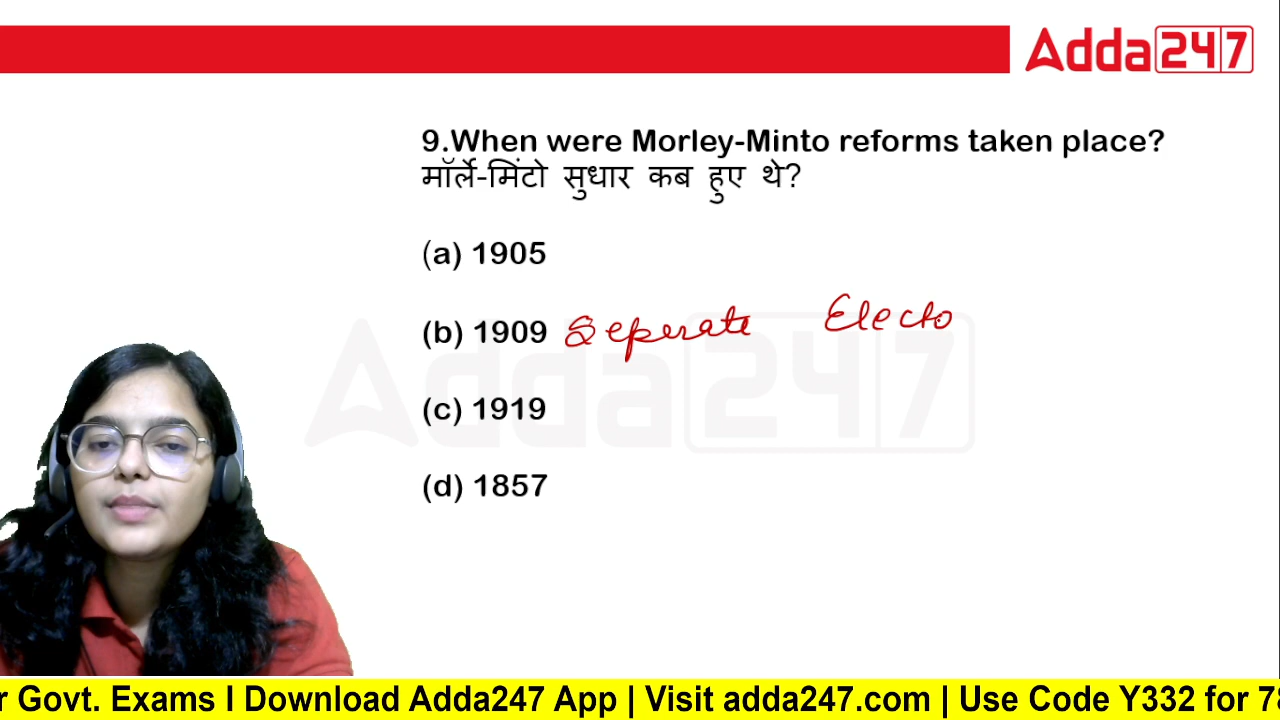 Adda247
9.When were Morley-Minto reforms taken place?
मॉर्ले-मिंटो सुधार कब हुए थे?
(a) 1905
(b) 1909 Seperate Electo
(c) 1919
(d) 1857
Adda247
r Govt. Exams I Download Adda247 App | Visit adda247.com | Use Code Y332 for 78